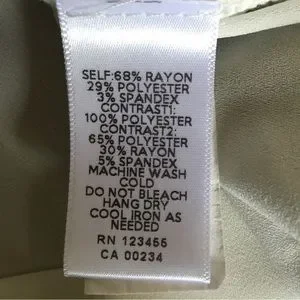 SELF:68% RAYON
29% POLYESTER
3% SPANDEX
CONTRAST1:
100% POLYESTER
CONTRAST2:
65% POLYESTER
30% RAYON
5% SPANDEX
MACHINE WASH
COLD
DO NOT BLEACH
HANG DRY
COOL IRON AS
NEEDED
RN 123455
CA 00234